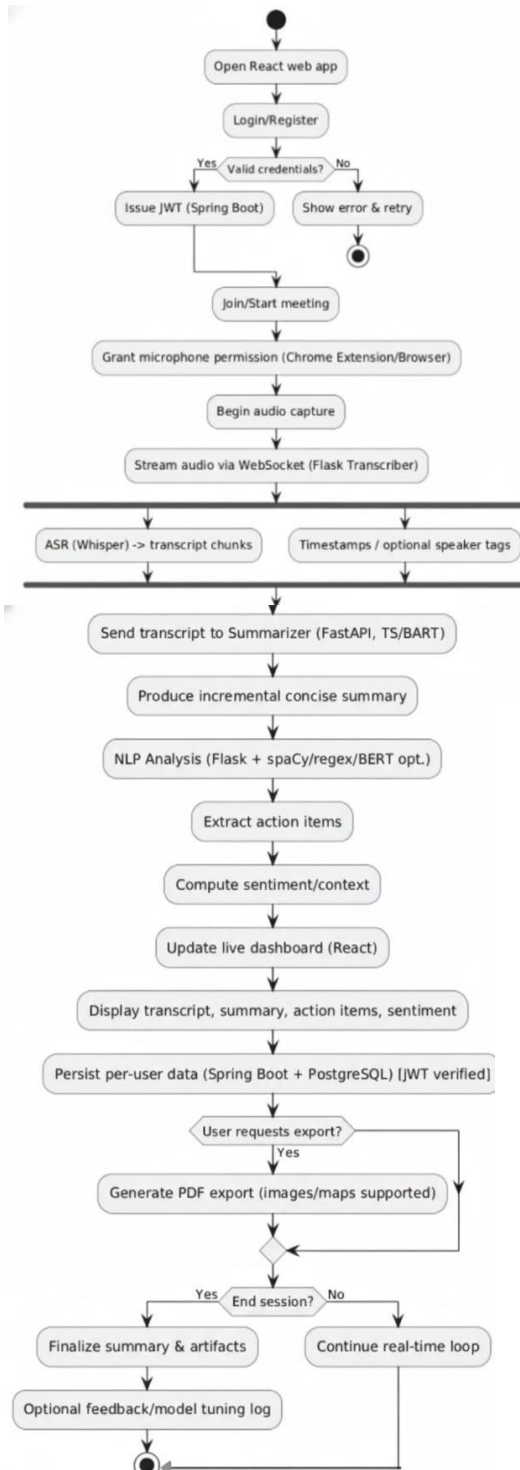 Open React web app
Login/Register
Yes
Valid credentials?
No
Issue JWT (Spring Boot)
Show error & retry
Join/Start meeting
Grant microphone permission (Chrome Extension/Browser)
Begin audio capture
Stream audio via WebSocket (Flask Transcriber)
ASR (Whisper) -> transcript chunks
Timestamps / optional speaker tags
Send transcript to Summarizer (FastAPI, TS/BART)
Produce incremental concise summary
NLP Analysis (Flask + spaCy/regex/BERT opt.)
Extract action items
Compute sentiment/context
Update live dashboard (React)
Display transcript, summary, action items, sentiment
Persist per-user data (Spring Boot + PostgreSQL) [JWT verified]
User requests export?
Yes
Generate PDF export (images/maps supported)
Yes
End session?
No
Finalize summary & artifacts
Continue real-time loop
Optional feedback/model tuning log